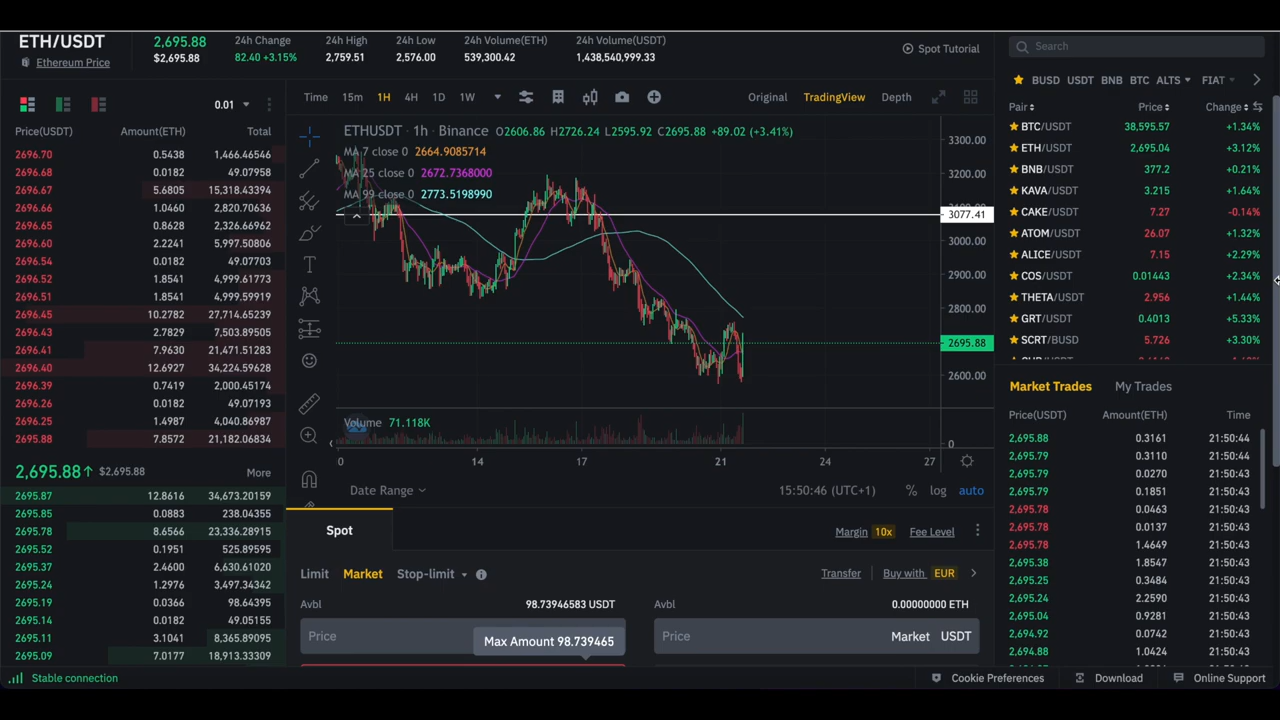 ETH/USDT
Ethereum Price
2,695.88
$2,695.88
24h Change
82.40 +3.15%
24h High
2,759.51
24h Low
2,576.00
24h Volume(ETH)
539,300.42
24h Volume(USDT)
1,438,540,999.33
Spot Tutorial
0.01
Price(USDT) Amount(ETH) Total
2696.70 0.5438 1,466.46546
2696.68 0.0182 49.07958
2696.67 5.6805 15,318.43394
2696.66 1.0460 2,820.70636
2696.65 0.8628 2,326.66962
2696.60 2.2241 5,997.50806
2696.54 0.0182 49.07703
2696.52 1.8541 4,999.61773
2696.51 1.8541 4,999.59919
2696.45 10.2782 27,714.65239
2696.43 2.7829 7,503.89505
2696.41 7.9630 21,471.51283
2696.40 12.6927 34,224.59628
2696.39 0.7419 2,000.45174
2696.26 0.0182 49.07193
2696.25 1.4987 4,040.86987
2695.88 7.8572 21,182.06834
2,695.88↑ $2,695.88 More
2695.87 12.8616 34,673.20159
2695.85 0.0883 238.04355
2695.78 8.6566 23,336.28915
2695.52 0.1951 525.89595
2695.37 2.4600 6,630.61020
2695.24 1.2976 3,497.34342
2695.19 0.0366 98.64395
2695.14 0.0182 49.05155
2695.11 3.1041 8,365.89095
2695.09 7.0177 18,913.33309
Time 15m 1H 4H 1D 1W
Original TradingView Depth
ETHUSDT · 1h · Binance O2606.86 H2726.24 L2595.92 C2695.88 +89.02 (+3.41%)
MA 7 close 0 2664.9085714
MA 25 close 0 2672.7368000
MA 99 close 0 2773.5198990
3300.00
3200.00
3077.41
3000.00
2900.00
2800.00
2695.88
2600.00
Volume 71.118K
0
0 14 17 21 24 27
Date Range
15:50:46 (UTC+1) % log auto
Spot
Margin 10x Fee Level
Limit Market Stop-limit
Transfer Buy with EUR
Avbl 98.73946583 USDT
Avbl 0.00000000 ETH
Price
Max Amount 98.739465
Price Market USDT
Search
BUSD USDT BNB BTC ALTS FIAT
Pair Price Change
BTC/USDT 38,595.57 +1.34%
ETH/USDT 2,695.04 +3.12%
BNB/USDT 377.2 +0.21%
KAVA/USDT 3.215 +1.64%
CAKE/USDT 7.27 -0.14%
ATOM/USDT 26.07 +1.32%
ALICE/USDT 7.15 +2.29%
COS/USDT 0.01443 +2.34%
THETA/USDT 2.956 +1.44%
GRT/USDT 0.4013 +5.33%
SCRT/BUSD 5.726 +3.30%
Market Trades My Trades
Price(USDT) Amount(ETH) Time
2,695.88 0.3161 21:50:44
2,695.79 0.3110 21:50:44
2,695.79 0.0270 21:50:43
2,695.79 0.1851 21:50:43
2,695.78 0.0463 21:50:43
2,695.78 0.0137 21:50:43
2,695.78 1.4649 21:50:43
2,695.38 1.8547 21:50:43
2,695.25 0.3484 21:50:43
2,695.24 2.2590 21:50:43
2,695.04 0.9281 21:50:43
2,694.92 0.0742 21:50:43
2,694.88 1.0424 21:50:43
Stable connection
Cookie Preferences Download Online Support